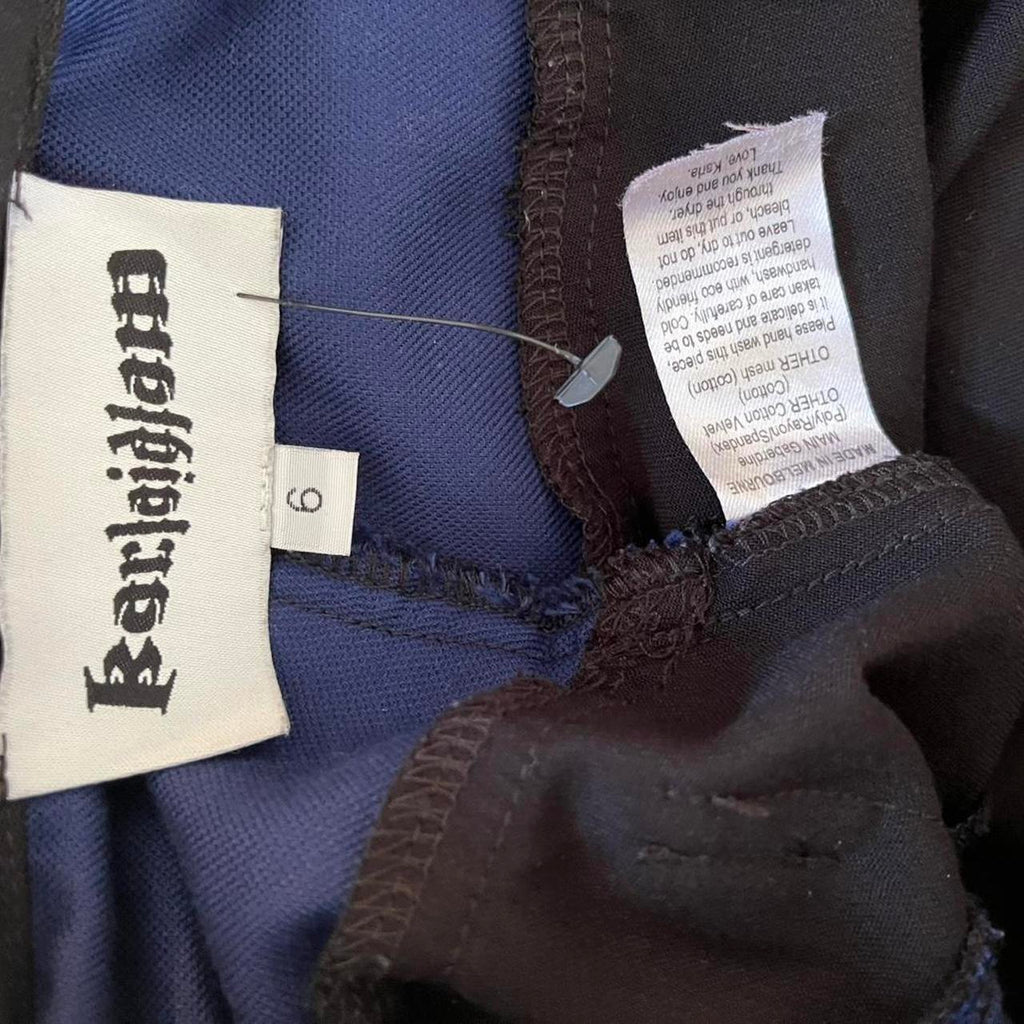 Karlaidlaw
6
MADE IN MELBOURNE
MAIN Gaberdine
(Poly/Rayon/Spandex)
OTHER Cotton Velvet
(Cotton)
OTHER mesh (cotton)
Please hand wash this piece,
it is delicate and needs to be
taken care of carefully. Cold
handwash, with eco friendly
detergent is recommended
Leave out to dry, do not
bleach, or put this item
through the dryer.
Thank you and enjoy.
Love, Karla.